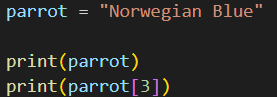 parrot = "Norwegian Blue"
print(parrot)
print(parrot[3])